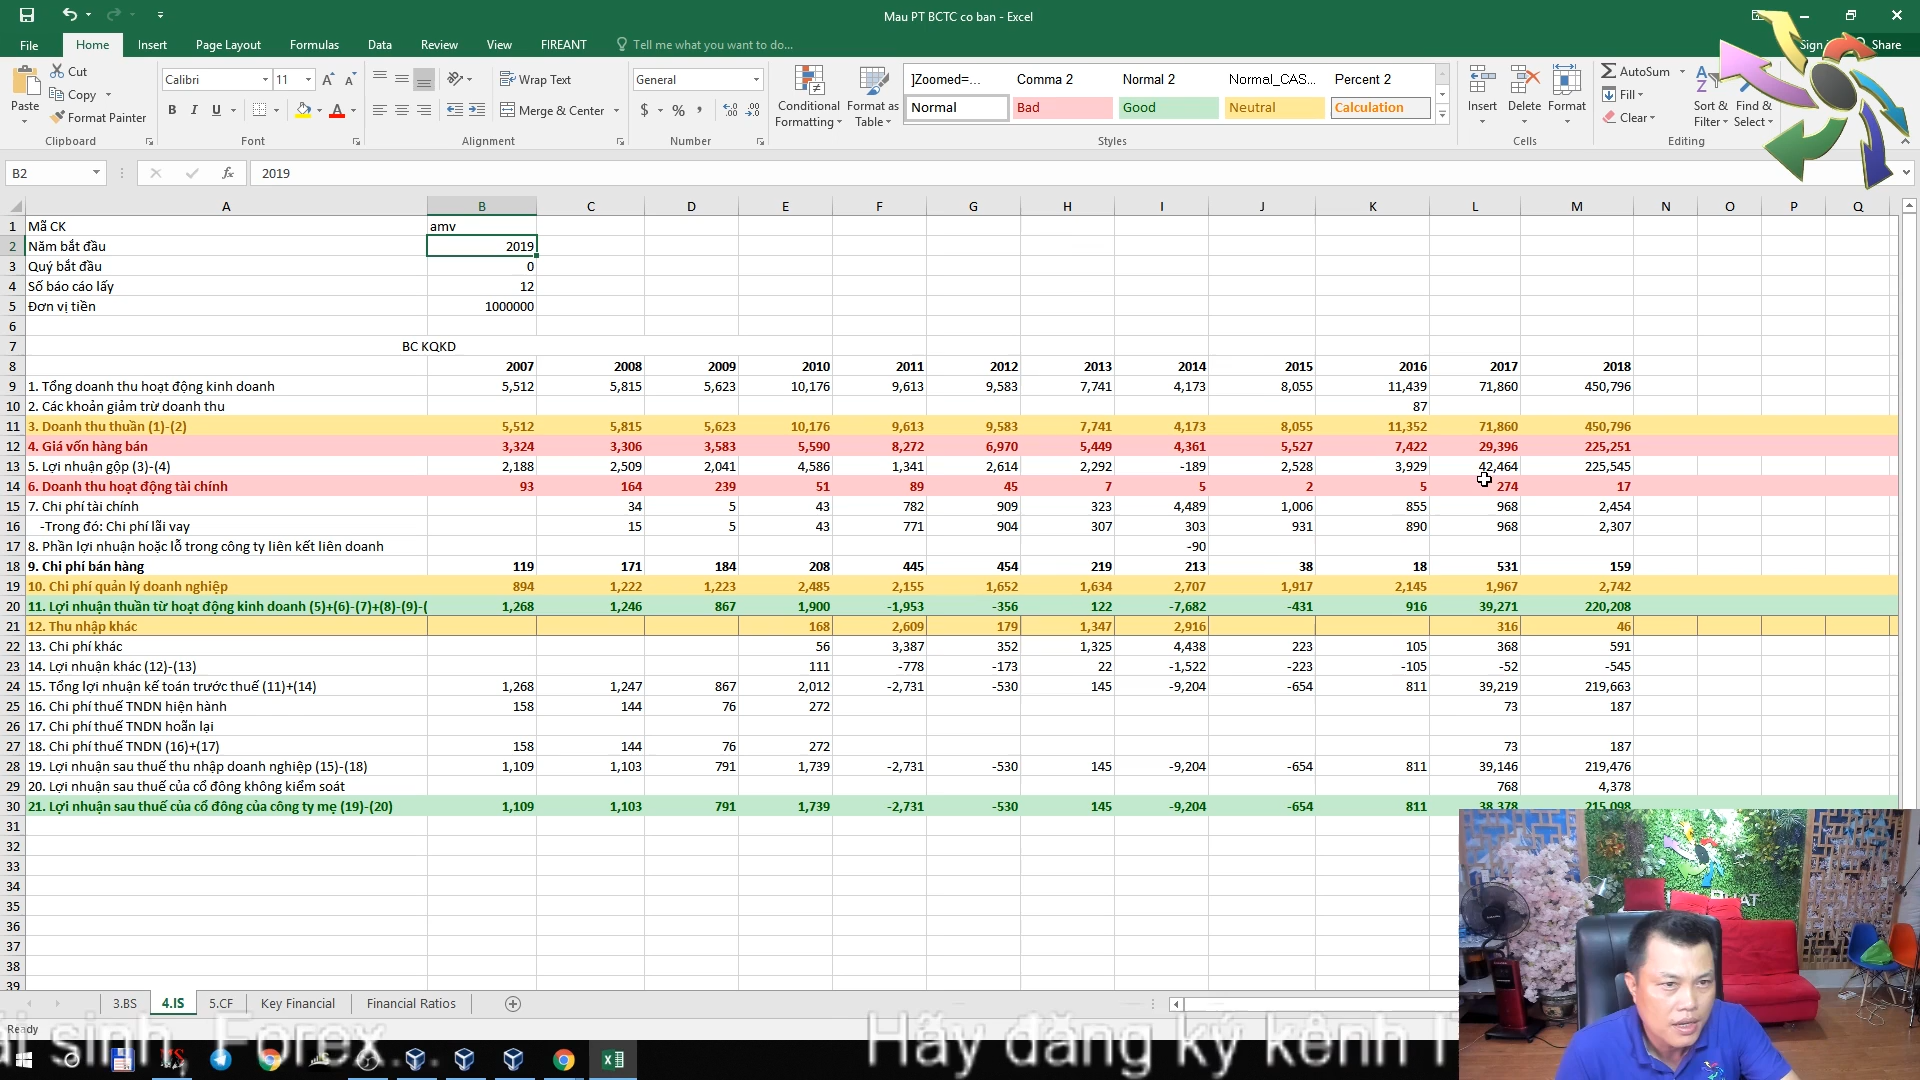 Mau PT BCTC co ban - Excel
File Home Insert Page Layout Formulas Data Review View FIREANT Tell me what you want to do... Share
Paste Cut Copy Format Painter Clipboard
Calibri 11 B I U Font
Wrap Text Merge & Center Alignment
General $ % , Number
Conditional Formatting Format as Table
]Zoomed=... Comma 2 Normal 2 Normal_CAS... Percent 2
Normal Bad Good Neutral Calculation
Styles
Insert Delete Format Cells
AutoSum Fill Clear Sort & Filter Find & Select Editing
B2 fx 2019
A B C D E F G H I J K L M N O P Q
1 Mã CK amv
2 Năm bắt đầu 2019
3 Quý bắt đầu 0
4 Số báo cáo lấy 12
5 Đơn vị tiền 1000000
6
7 BC KQKD
8 2007 2008 2009 2010 2011 2012 2013 2014 2015 2016 2017 2018
9 1. Tổng doanh thu hoạt động kinh doanh 5,512 5,815 5,623 10,176 9,613 9,583 7,741 4,173 8,055 11,439 71,860 450,796
10 2. Các khoản giảm trừ doanh thu 87
11 3. Doanh thu thuần (1)-(2) 5,512 5,815 5,623 10,176 9,613 9,583 7,741 4,173 8,055 11,352 71,860 450,796
12 4. Giá vốn hàng bán 3,324 3,306 3,583 5,590 8,272 6,970 5,449 4,361 5,527 7,422 29,396 225,251
13 5. Lợi nhuận gộp (3)-(4) 2,188 2,509 2,041 4,586 1,341 2,614 2,292 -189 2,528 3,929 42,464 225,545
14 6. Doanh thu hoạt động tài chính 93 164 239 51 89 45 7 5 2 5 274 17
15 7. Chi phí tài chính 34 5 43 782 909 323 4,489 1,006 855 968 2,454
16 -Trong đó: Chi phí lãi vay 15 5 43 771 904 307 303 931 890 968 2,307
17 8. Phần lợi nhuận hoặc lỗ trong công ty liên kết liên doanh -90
18 9. Chi phí bán hàng 119 171 184 208 445 454 219 213 38 18 531 159
19 10. Chi phí quản lý doanh nghiệp 894 1,222 1,223 2,485 2,155 1,652 1,634 2,707 1,917 2,145 1,967 2,742
20 11. Lợi nhuận thuần từ hoạt động kinh doanh (5)+(6)-(7)+(8)-(9)-( 1,268 1,246 867 1,900 -1,953 -356 122 -7,682 -431 916 39,271 220,208
21 12. Thu nhập khác 168 2,609 179 1,347 2,916 316 46
22 13. Chi phí khác 56 3,387 352 1,325 4,438 223 105 368 591
23 14. Lợi nhuận khác (12)-(13) 111 -778 -173 22 -1,522 -223 -105 -52 -545
24 15. Tổng lợi nhuận kế toán trước thuế (11)+(14) 1,268 1,247 867 2,012 -2,731 -530 145 -9,204 -654 811 39,219 219,663
25 16. Chi phí thuế TNDN hiện hành 158 144 76 272 73 187
26 17. Chi phí thuế TNDN hoãn lại
27 18. Chi phí thuế TNDN (16)+(17) 158 144 76 272 73 187
28 19. Lợi nhuận sau thuế thu nhập doanh nghiệp (15)-(18) 1,109 1,103 791 1,739 -2,731 -530 145 -9,204 -654 811 39,146 219,476
29 20. Lợi nhuận sau thuế của cổ đông không kiểm soát 768 4,378
30 21. Lợi nhuận sau thuế của cổ đông của công ty mẹ (19)-(20) 1,109 1,103 791 1,739 -2,731 -530 145 -9,204 -654 811 38,378 215,098
31
32
33
34
35
36
37
38
39
3.BS 4.IS 5.CF Key Financial Financial Ratios
Ready
sinh, Forex... Hãy đăng ký kênh